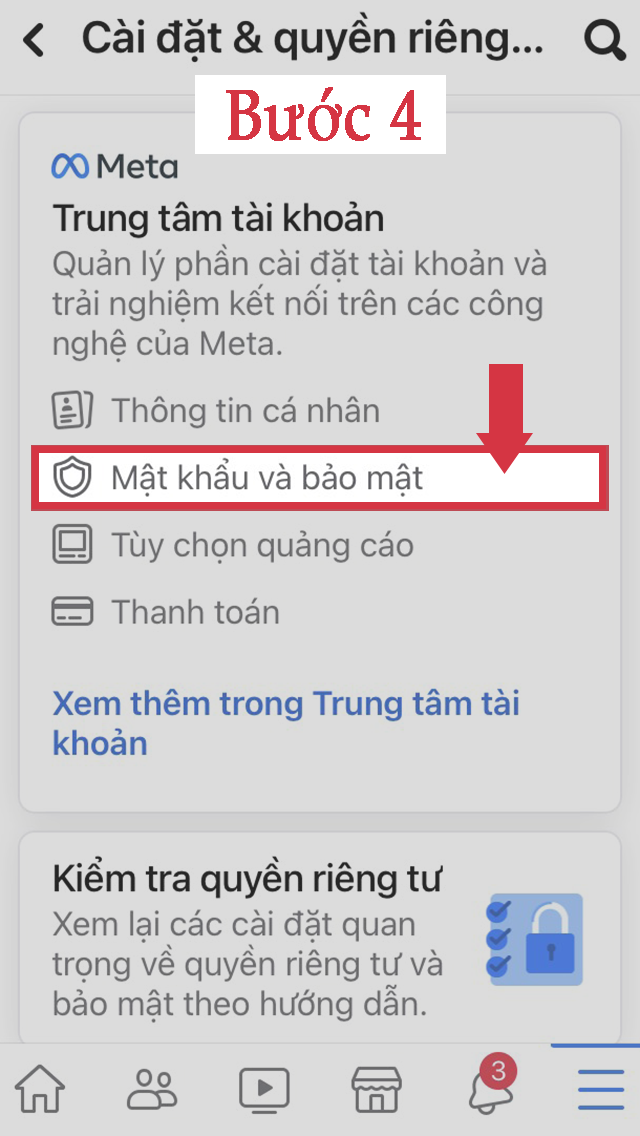 Cài đặt & quyền riêng...
Bước 4
Meta
Trung tâm tài khoản
Quản lý phần cài đặt tài khoản và
trải nghiệm kết nối trên các công
nghệ của Meta.
Thông tin cá nhân
Mật khẩu và bảo mật
Tùy chọn quảng cáo
Thanh toán
Xem thêm trong Trung tâm tài
khoản
Kiểm tra quyền riêng tư
Xem lại các cài đặt quan
trọng về quyền riêng tư và
bảo mật theo hướng dẫn.
3